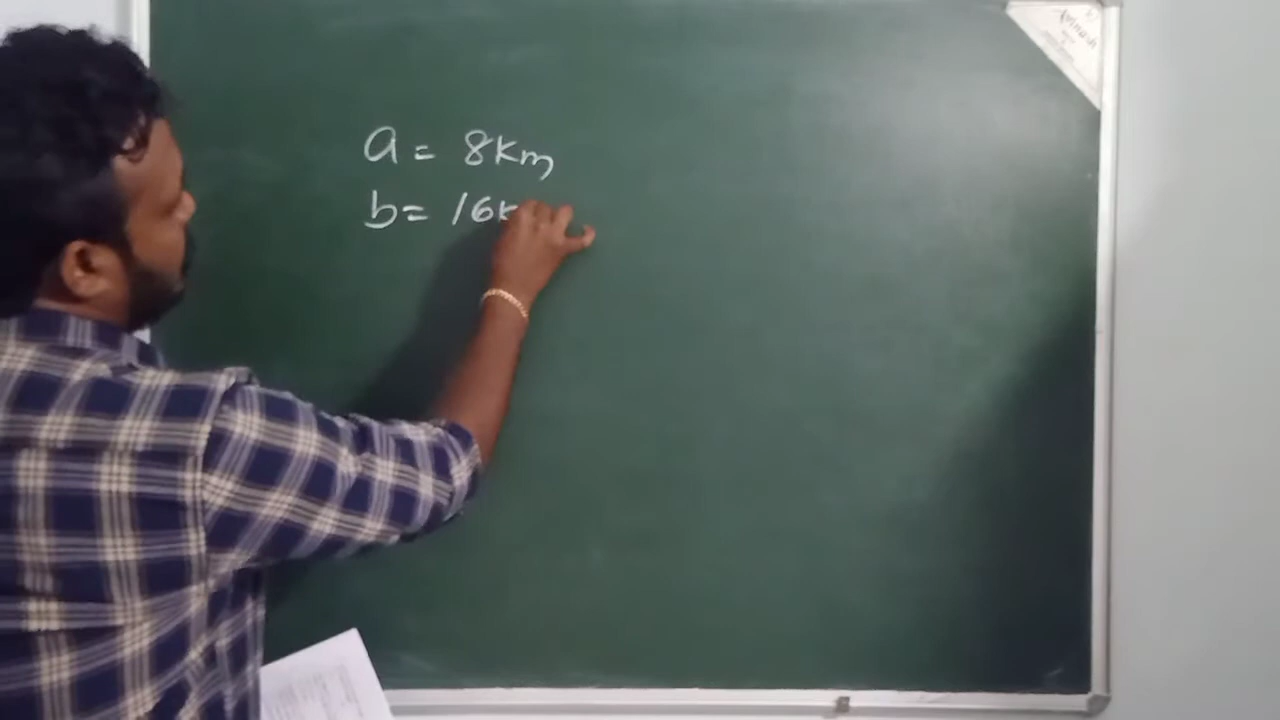 a = 8km
b = 16k